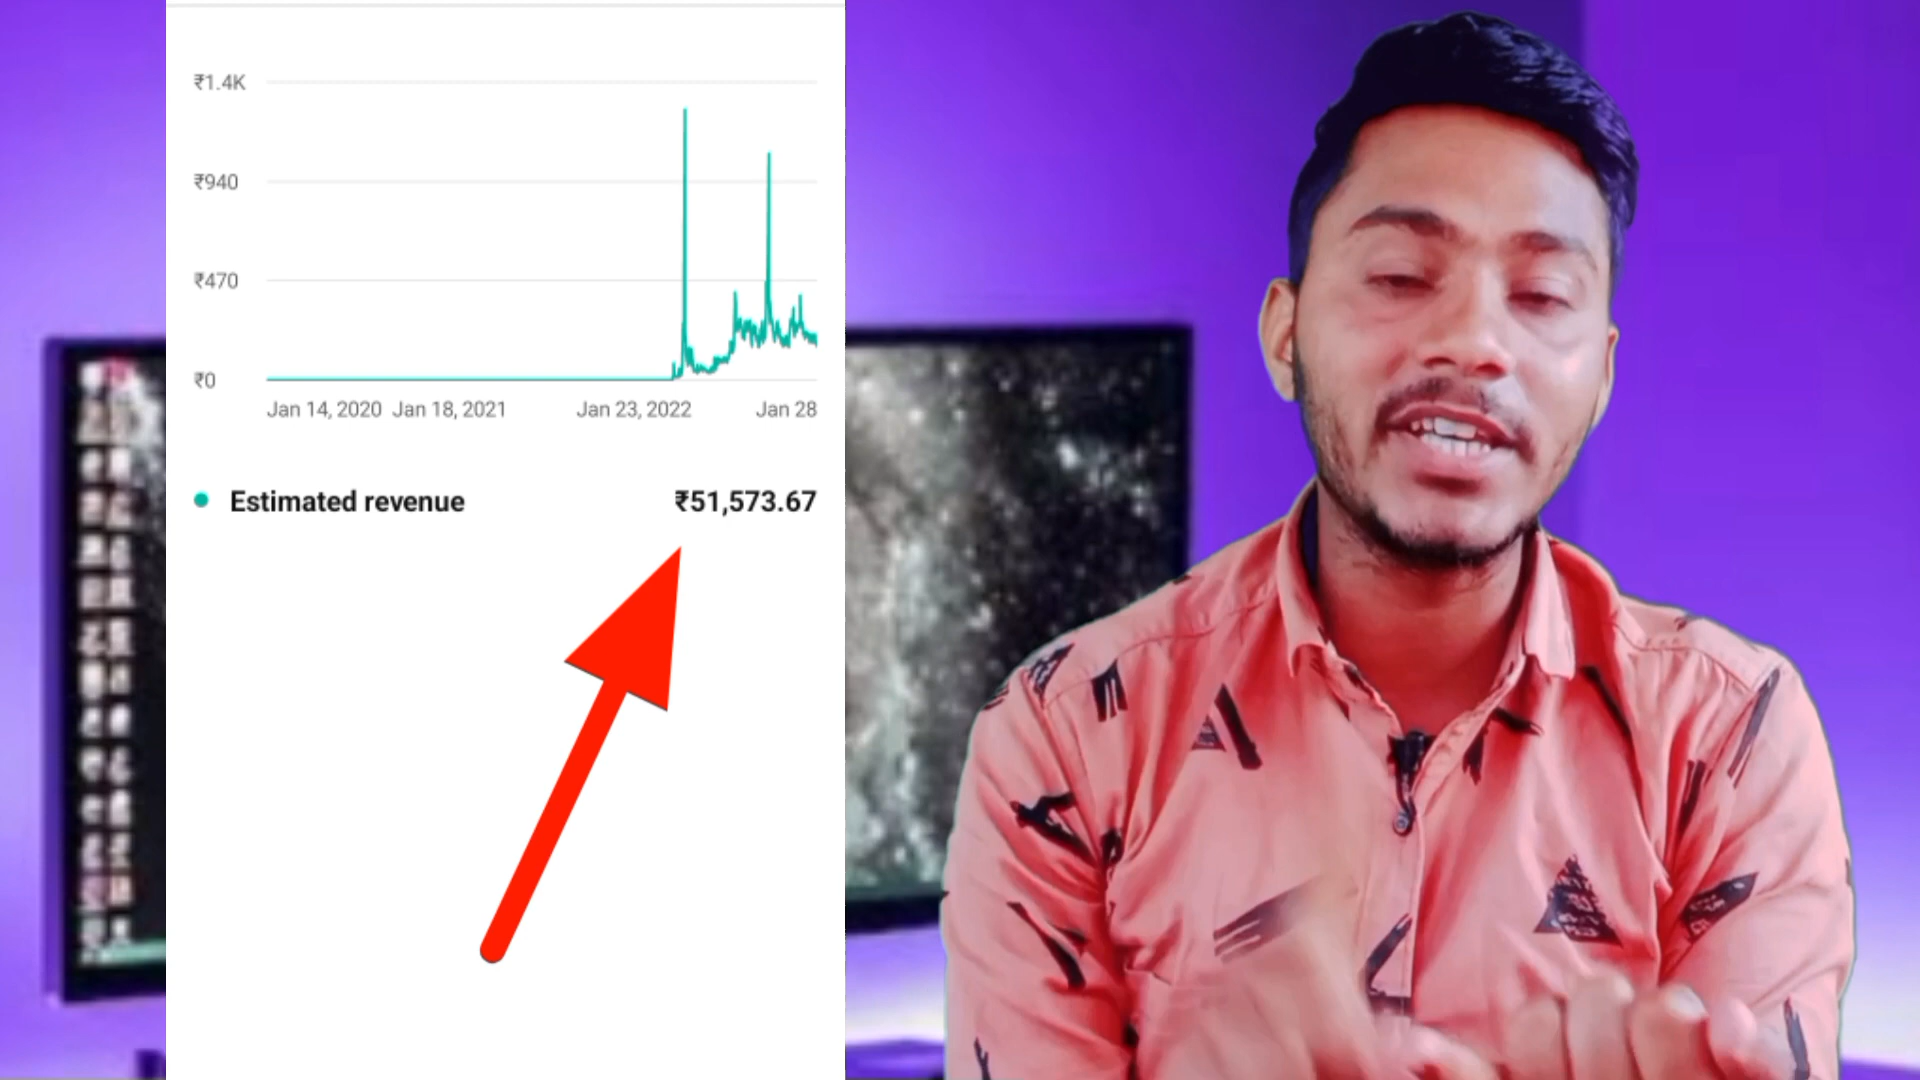 ₹1.4K
₹940
₹470
₹0
Jan 14, 2020 Jan 18, 2021 Jan 23, 2022 Jan 28
Estimated revenue ₹51,573.67